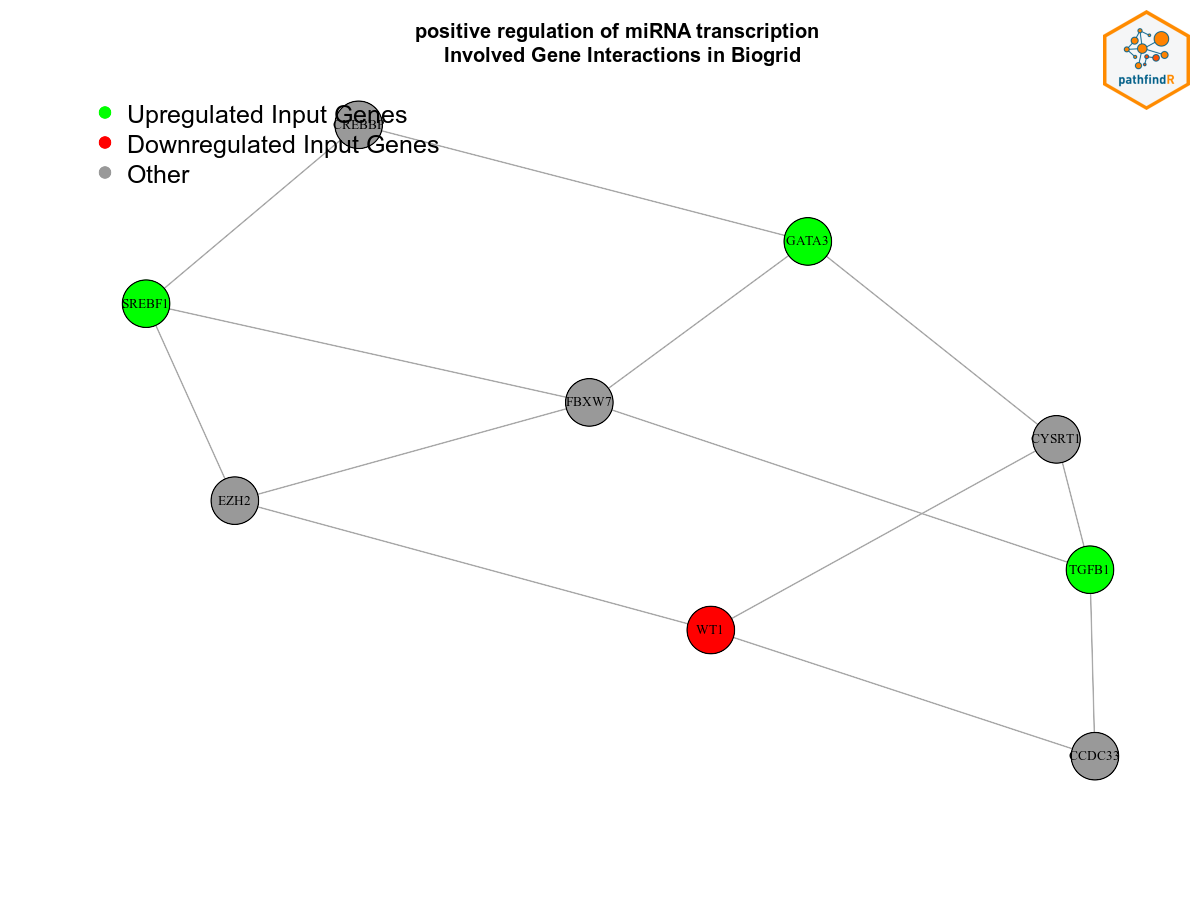 positive regulation of miRNA transcription
Involved Gene Interactions in Biogrid
pathfindR
Upregulated Input Genes
CREBBP
Downregulated Input Genes
Other
GATA3
SREBF1
FBXW7
CYSRT1
EZH2
TGFB1
WT1
CCDC33